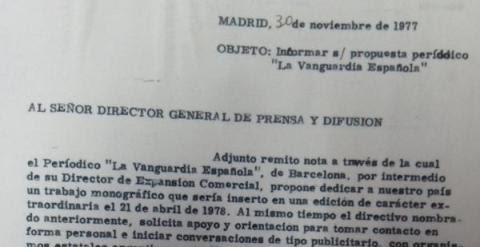 MADRID, 30 de noviembre de 1977
OBJETO: Informar s/ propuesta periódico
"La Vanguardia Española"
AL SEÑOR DIRECTOR GENERAL DE PRENSA Y DIFUSION
Adjunto remito nota a través de la cual
el Periódico "La Vanguardia Española", de Barcelona, por intermedio
de su Director de Expansion Comercial, propone dedicar a nuestro país
un trabajo monográfico que sería inserto en una edición de carácter ex-
traordinaria el 21 de abril de 1978. Al mismo tiempo el directivo nombra-
do anteriormente, solicita apoyo y orientacion para tomar contacto en
forma personal e iniciar conversaciones de tipo publicitario, con organis-
mos estatales